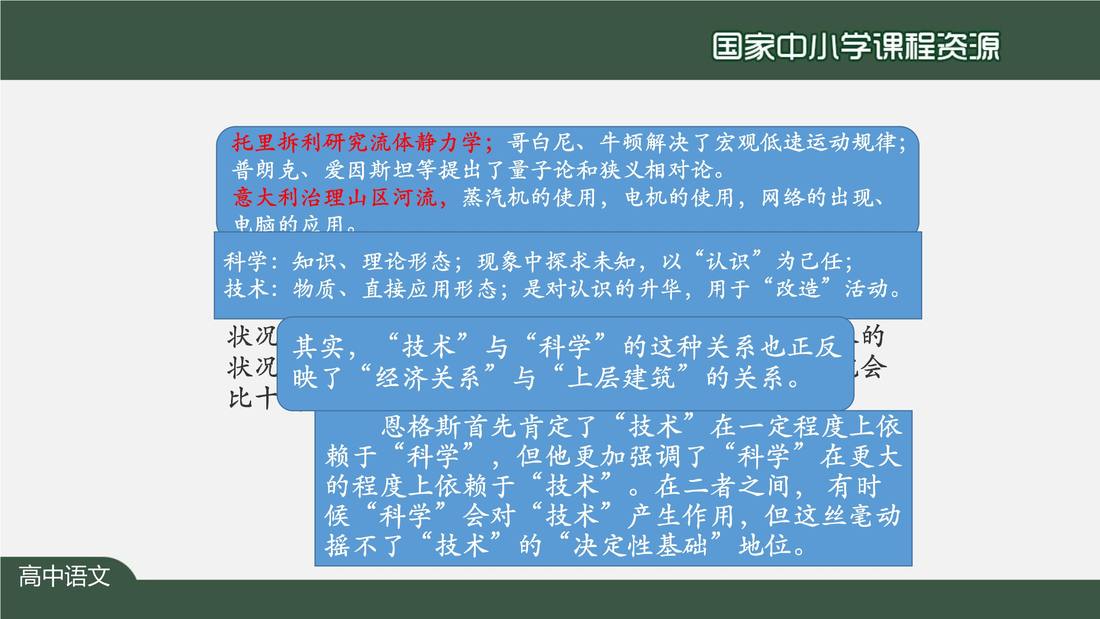 国家中小学课程资源
托里拆利研究流体静力学；哥白尼、牛顿解决了宏观低速运动规律；
普朗克、爱因斯坦等提出了量子论和狭义相对论。
意大利治理山区河流，蒸汽机的使用，电机的使用，网络的出现、
电脑的应用。
科学：知识、理论形态；现象中探求未知，以“认识”为己任；
技术：物质、直接应用形态；是对认识的升华，用于“改造”活动。
状况 的
状况 会
比十
其实，“技术”与“科学”的这种关系也正反
映了“经济关系”与“上层建筑”的关系。
恩格斯首先肯定了“技术”在一定程度上依
赖于“科学”，但他更加强调了“科学”在更大
的程度上依赖于“技术”。在二者之间， 有时
候“科学”会对“技术”产生作用，但这丝毫动
摇不了“技术”的“决定性基础”地位。
高中语文